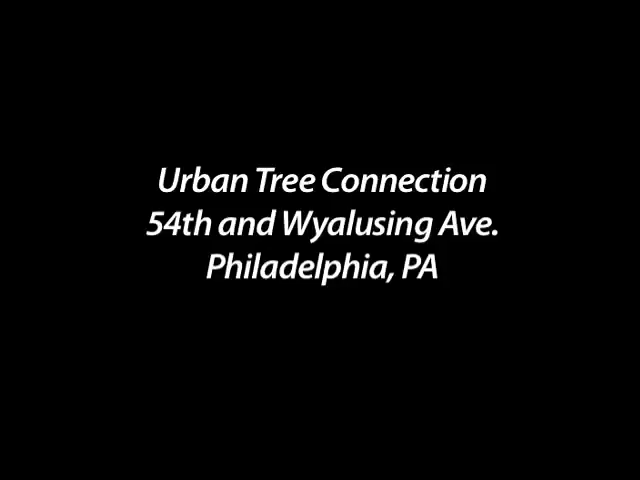 Urban Tree Connection
54th and Wyalusing Ave.
Philadelphia, PA